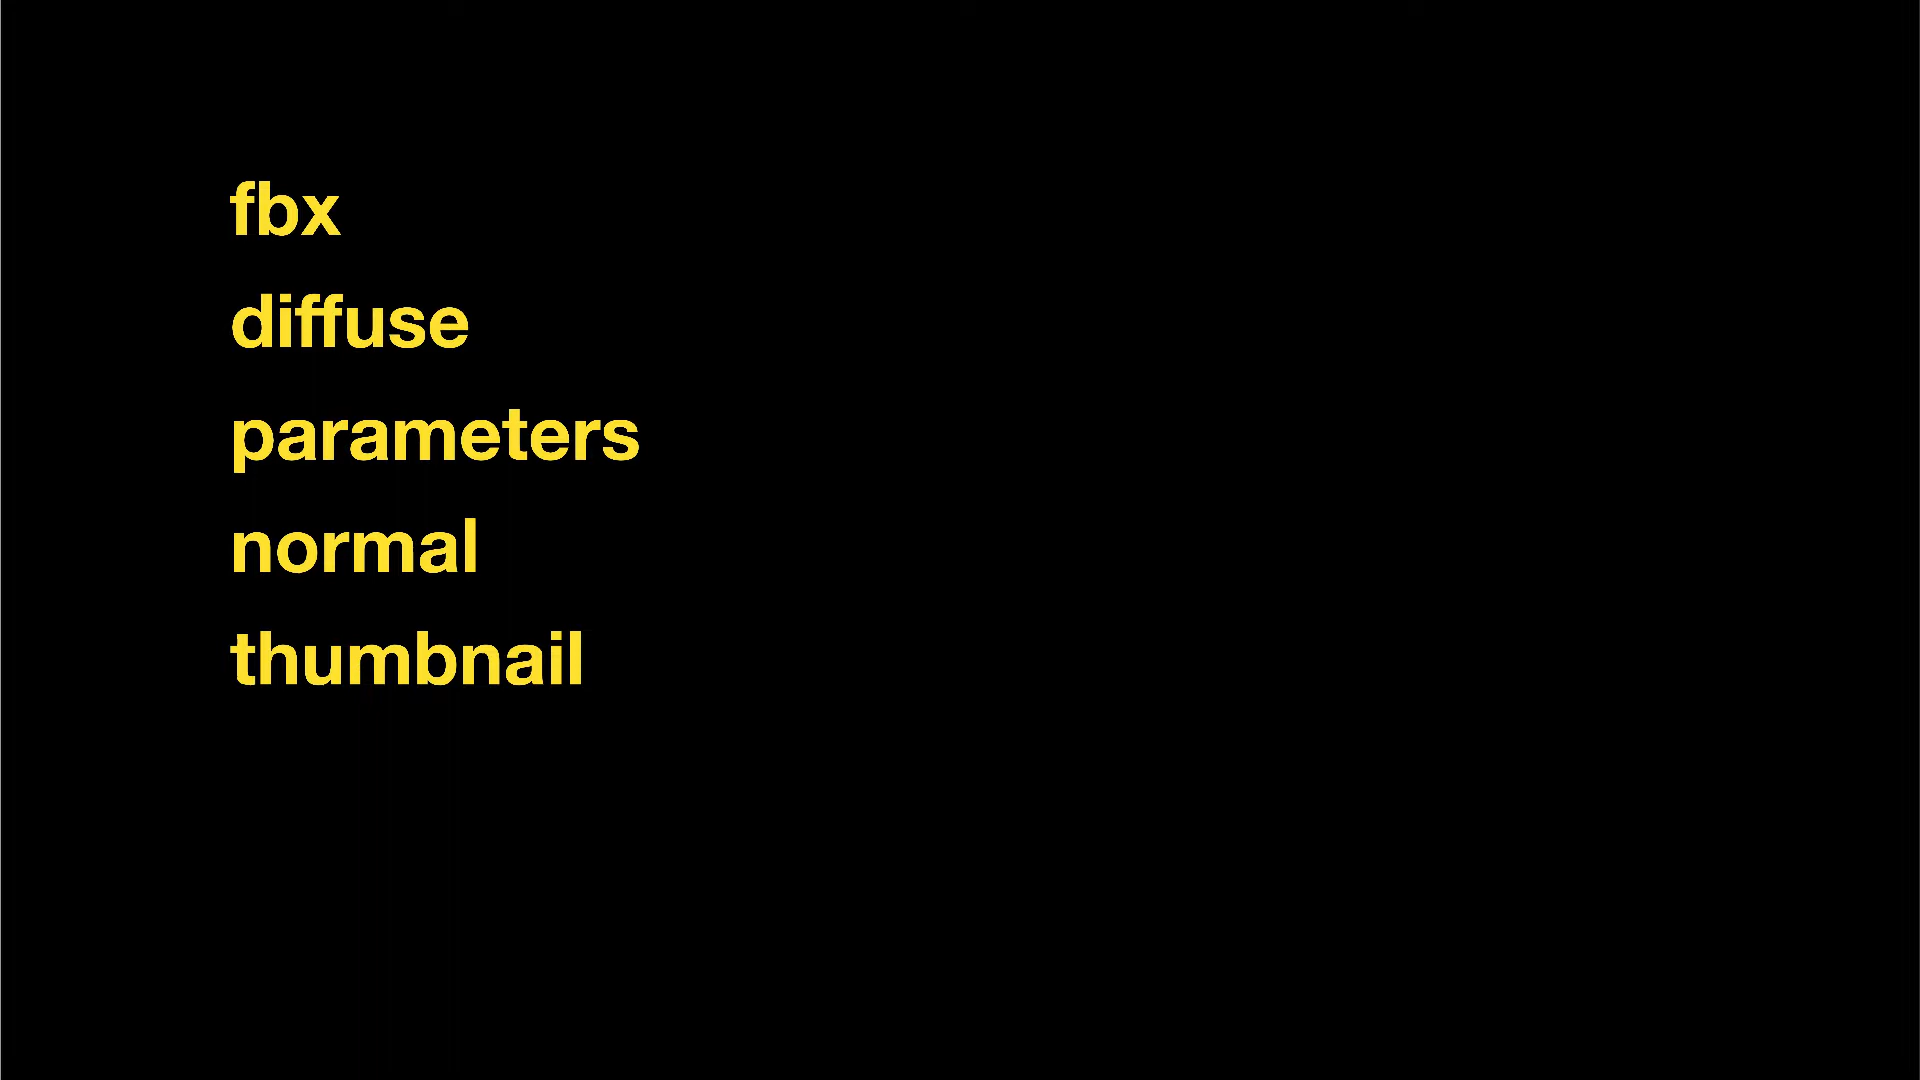 fbx
diffuse
parameters
normal
thumbnail